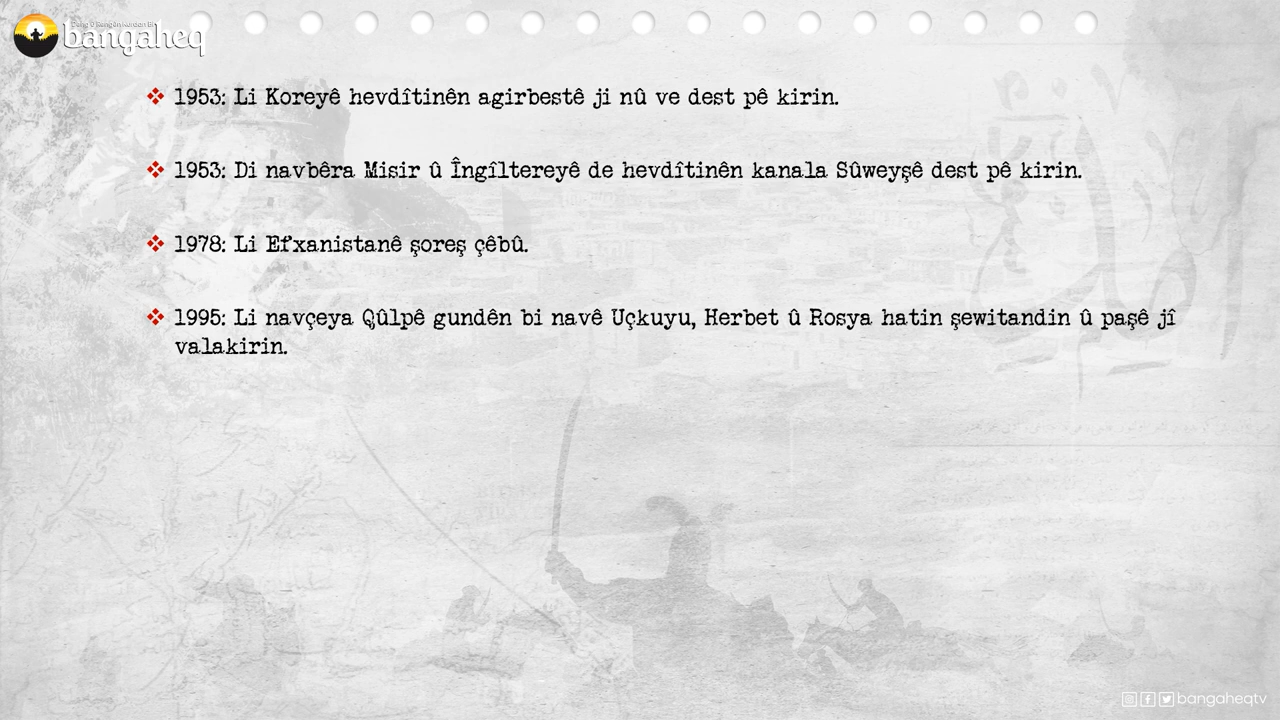 bangaheq
❖ 1953: Li Koreyê hevdîtinên agirbestê ji nû ve dest pê kirin.
❖ 1953: Di navbêra Misir û Îngîltereyê de hevdîtinên kanala Sûweyşê dest pê kirin.
❖ 1978: Li Efxanistanê şoreş çêbû.
❖ 1995: Li navçeya Qûlpê gundên bi navê Uçkuyu, Herbet û Rosya hatin şewitandin û paşê jî
valakirin.
bangaheqtv